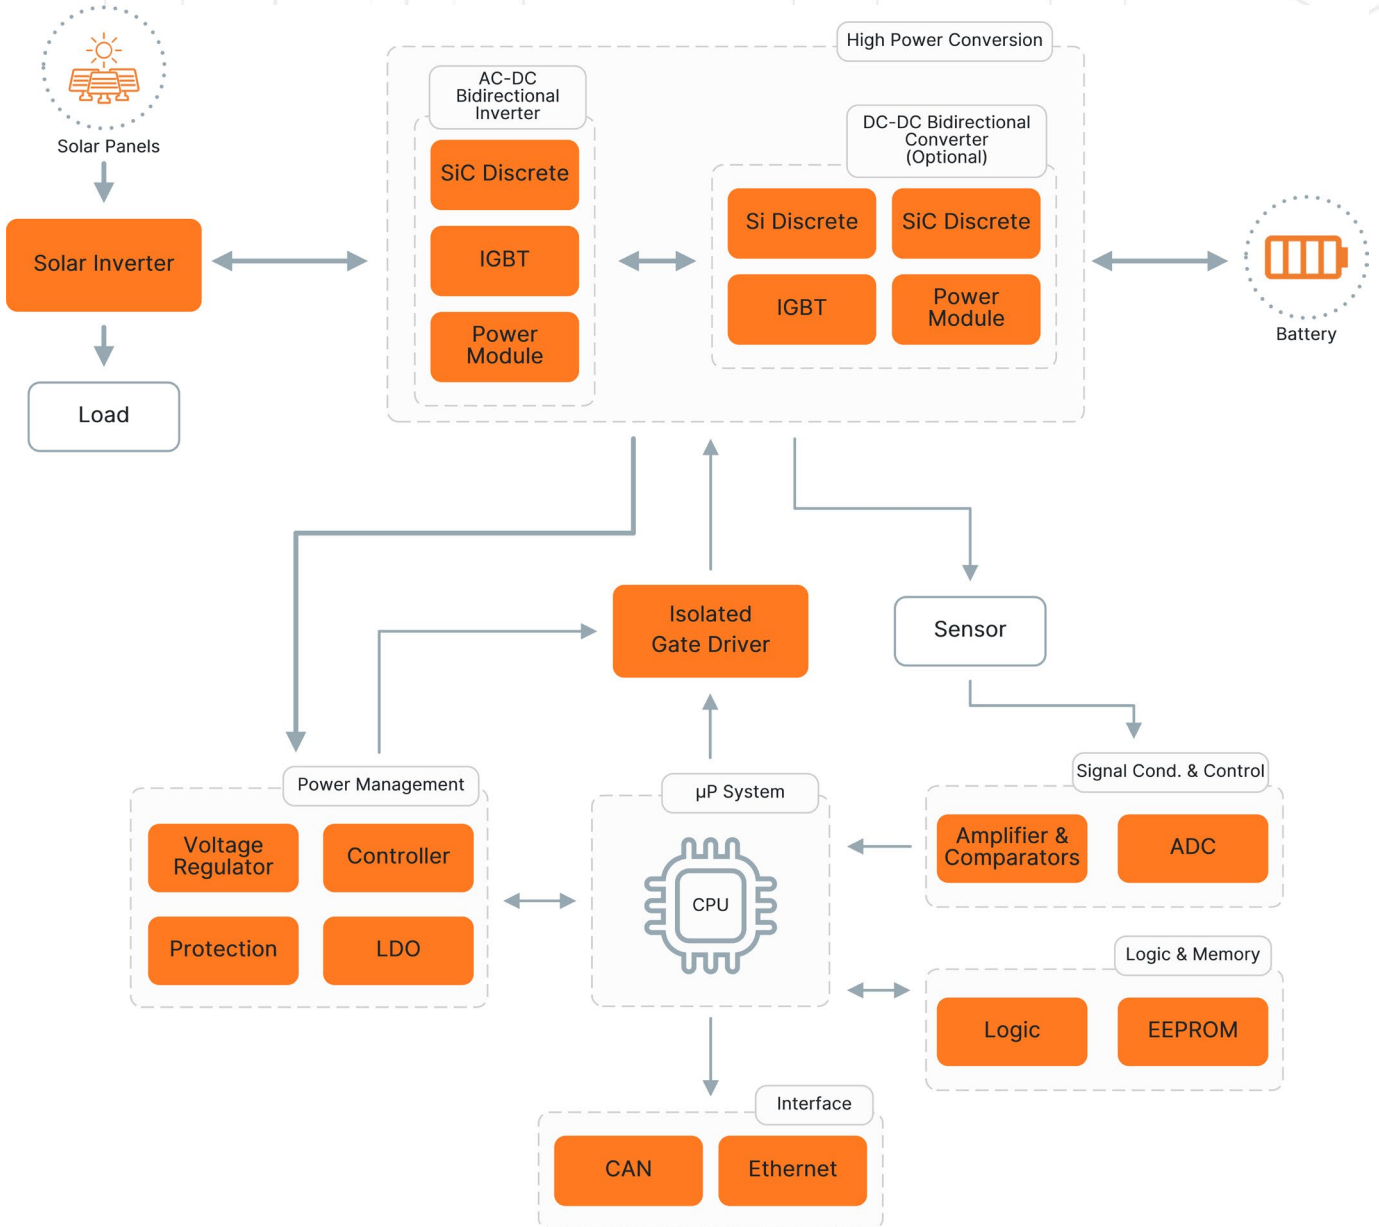 High Power Conversion
AC-DC
Bidirectional
Inverter
Solar Panels
SiC Discrete
DC-DC Bidirectional
Converter
(Optional)
Si Discrete
SiC Discrete
Solar Inverter
IGBT
IGBT
Power
Module
Power
Module
Battery
Load
Isolated
Gate Driver
Sensor
Power Management
µP System
Signal Cond. & Control
Voltage
Regulator
Controller
Amplifier &
Comparators
ADC
CPU
Protection
LDO
Logic & Memory
Logic
EEPROM
Interface
CAN
Ethernet